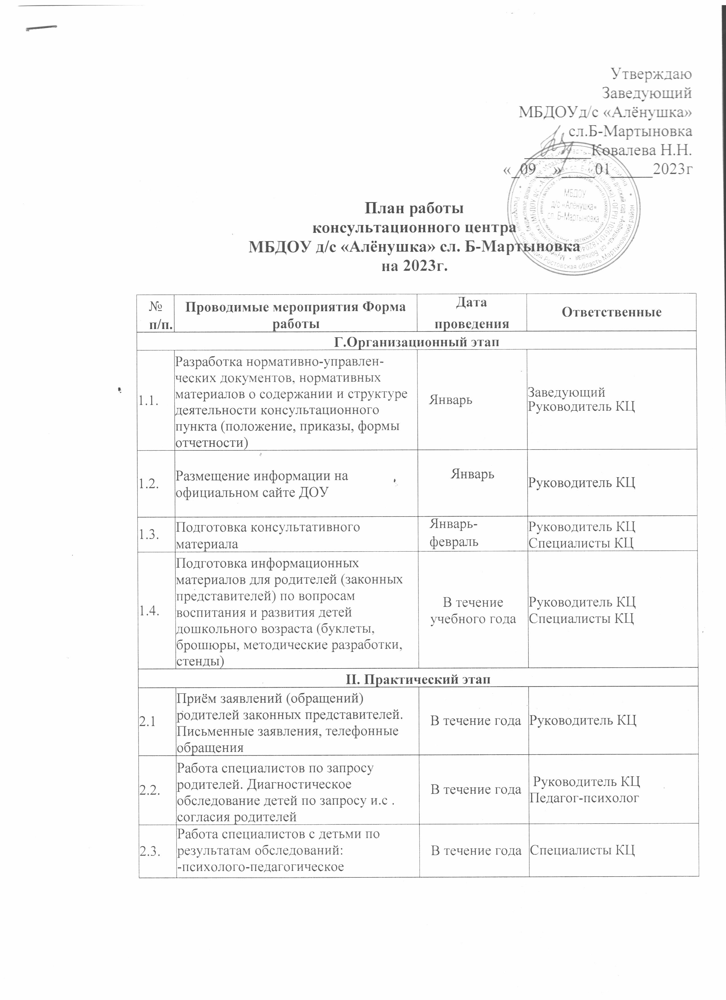 Утверждаю
Заведующий
МБДОУд/с «Алёнушка»
сл.Б-Мартыновка
________Ковалева Н.Н.
«_09__»____01_____2023г
МБДОУ
д/с «Алёнушка»
сл. Б-Мартыновка
План работы
консультационного центра
МБДОУ д/с «Алёнушка» сл. Б-Мартыновка
на 2023г.
№ п/п.
Проводимые мероприятия Форма
работы
Дата
проведения
Ответственные
Г.Организационный этап
1.1.
Разработка нормативно-управлен-
ческих документов, нормативных
материалов о содержании и структуре
деятельности консультационного
пункта (положение, приказы, формы
отчетности)
Январь
Заведующий
Руководитель КЦ
1.2.
Размещение информации на
официальном сайте ДОУ
Январь
Руководитель КЦ
1.3.
Подготовка консультативного
материала
Январь-
февраль
Руководитель КЦ
Специалисты КЦ
1.4.
Подготовка информационных
материалов для родителей (законных
представителей) по вопросам
воспитания и развития детей
дошкольного возраста (буклеты,
брошюры, методические разработки,
стенды)
В течение
учебного года
Руководитель КЦ
Специалисты КЦ
II. Практический этап
2.1
Приём заявлений (обращений)
родителей законных представителей.
Письменные заявления, телефонные
обращения
В течение года
Руководитель КЦ
2.2.
Работа специалистов по запросу
родителей. Диагностическое
обследование детей по запросу и.с .
согласия родителей
В течение года
Руководитель КЦ
Педагог-психолог
2.3.
Работа специалистов с детьми по
результатам обследований:
-психолого-педагогическое
В течение года
Специалисты КЦ